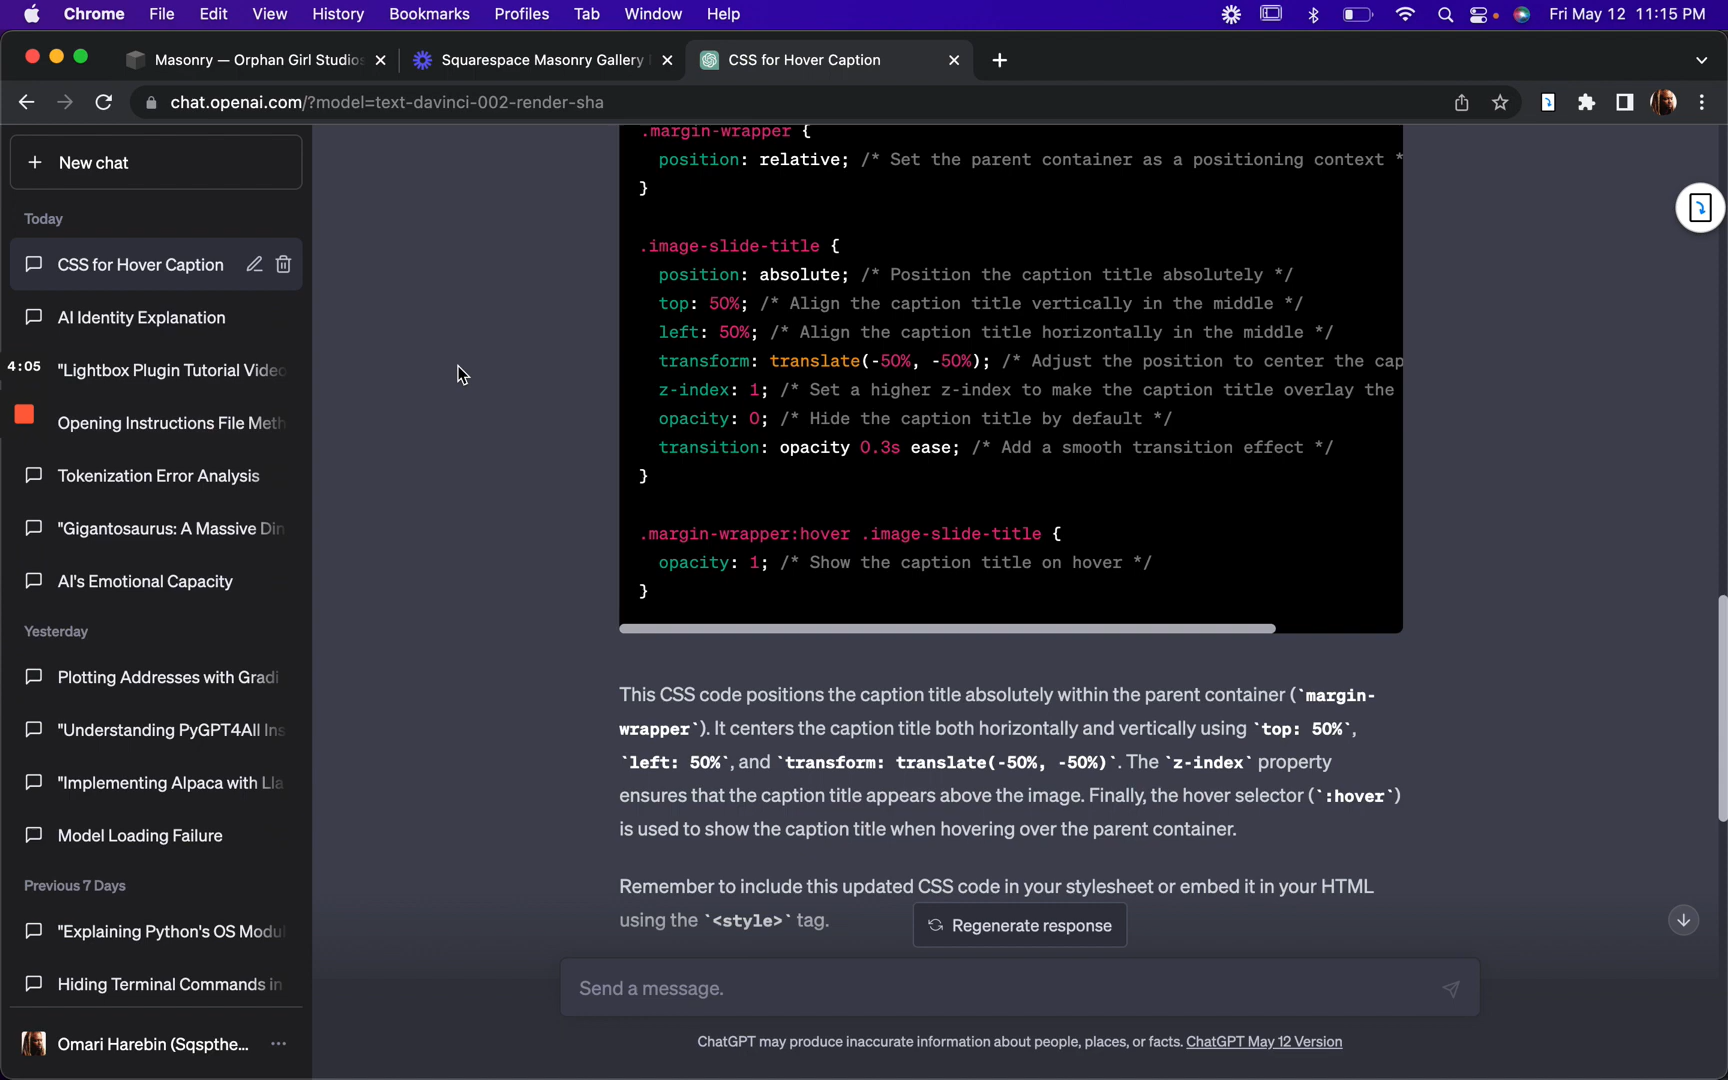 Chrome File Edit View History Bookmarks Profiles Tab Window Help Fri May 12 11:15 PM
Masonry — Orphan Girl Studios
Squarespace Masonry Gallery
CSS for Hover Caption
chat.openai.com/?model=text-davinci-002-render-sha
New chat
Today
CSS for Hover Caption
AI Identity Explanation
4:05
"Lightbox Plugin Tutorial Video
Opening Instructions File Meth
Tokenization Error Analysis
"Gigantosaurus: A Massive Din
AI's Emotional Capacity
Yesterday
Plotting Addresses with Gradi
"Understanding PyGPT4All Ins
"Implementing Alpaca with Lla
Model Loading Failure
Previous 7 Days
"Explaining Python's OS Modul
Hiding Terminal Commands in
Omari Harebin (Sqspthe...
.margin-wrapper {
position: relative; /* Set the parent container as a positioning context *
}
.image-slide-title {
position: absolute; /* Position the caption title absolutely */
top: 50%; /* Align the caption title vertically in the middle */
left: 50%; /* Align the caption title horizontally in the middle */
transform: translate(-50%, -50%); /* Adjust the position to center the cap
z-index: 1; /* Set a higher z-index to make the caption title overlay the
opacity: 0; /* Hide the caption title by default */
transition: opacity 0.3s ease; /* Add a smooth transition effect */
}
.margin-wrapper:hover .image-slide-title {
opacity: 1; /* Show the caption title on hover */
}
This CSS code positions the caption title absolutely within the parent container (`margin-
wrapper`). It centers the caption title both horizontally and vertically using `top: 50%`,
`left: 50%`, and `transform: translate(-50%, -50%)`. The `z-index` property
ensures that the caption title appears above the image. Finally, the hover selector (`:hover`)
is used to show the caption title when hovering over the parent container.
Remember to include this updated CSS code in your stylesheet or embed it in your HTML
using the `<style>` tag.
Regenerate response
Send a message.
ChatGPT may produce inaccurate information about people, places, or facts. ChatGPT May 12 Version